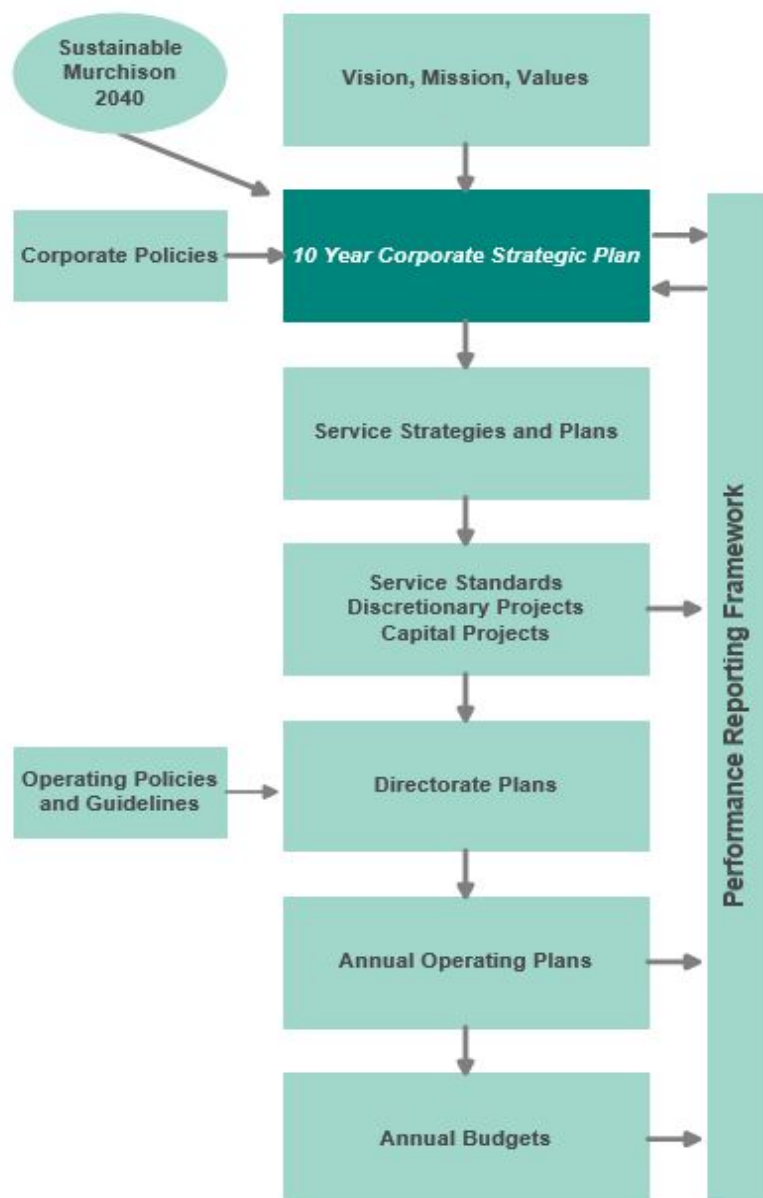 Sustainable
Murchison
2040
Vision, Mission, Values
Corporate Policies
10 Year Corporate Strategic Plan
Service Strategies and Plans
Service Standards
Discretionary Projects
Capital Projects
Operating Policies
and Guidelines
Directorate Plans
Annual Operating Plans
Annual Budgets
Performance Reporting Framework